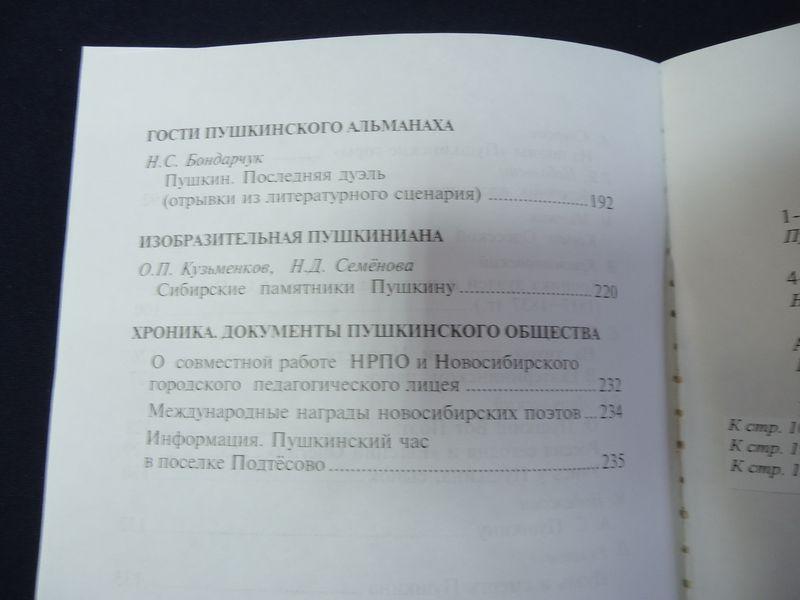 ГОСТИ ПУШКИНСКОГО АЛЬМАНАХА
Н.С. Бондарчук
Пушкин. Последняя дуэль
(отрывки из литературного сценария) 192
ИЗОБРАЗИТЕЛЬНАЯ ПУШКИНИАНА
О.П. Кузьменков, Н.Д. Семёнова
Сибирские памятники Пушкину 220
ХРОНИКА. ДОКУМЕНТЫ ПУШКИНСКОГО ОБЩЕСТВА
О совместной работе НРПО и Новосибирского
городского педагогического лицея 232
Международные награды новосибирских поэтов 234
Информация. Пушкинский час
в поселке Подтёсово 235
К стр.
К стр.
К стр.